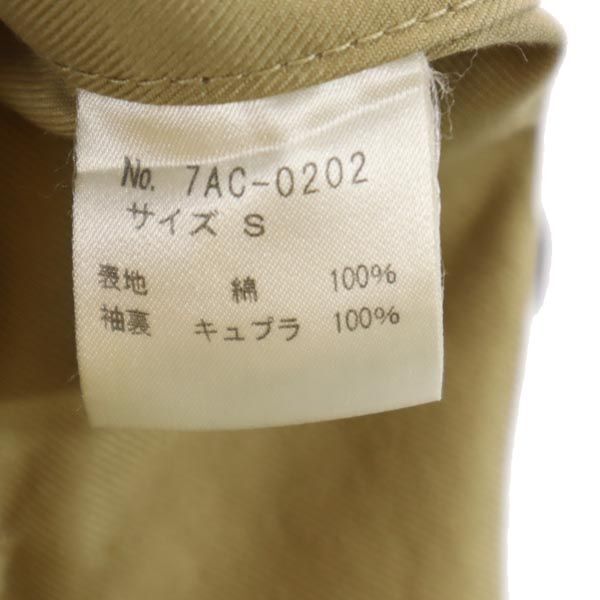 No. 7AC-0202
サイズ S
表地 綿 100%
袖裏 キュプラ 100%